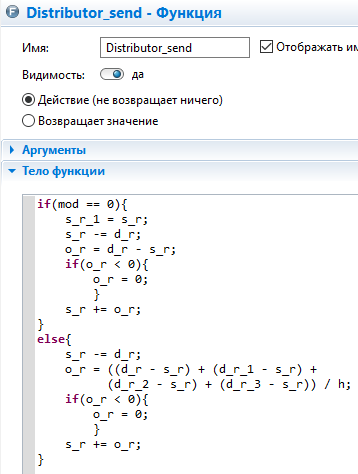 Distributor_send - Функция
Имя: Distributor_send Отображать им
Видимость: да
Действие (не возвращает ничего)
Возвращает значение
Аргументы
Тело функции
if(mod == 0){
    s_r_1 = s_r;
    s_r -= d_r;
    o_r = d_r - s_r;
    if(o_r < 0){
        o_r = 0;
        }
    s_r += o_r;
}
else{
    s_r -= d_r;
    o_r = ((d_r - s_r) + (d_r_1 - s_r) +
          (d_r_2 - s_r) + (d_r_3 - s_r)) / h;
    if(o_r < 0){
        o_r = 0;
        }
    s_r += o_r;
}